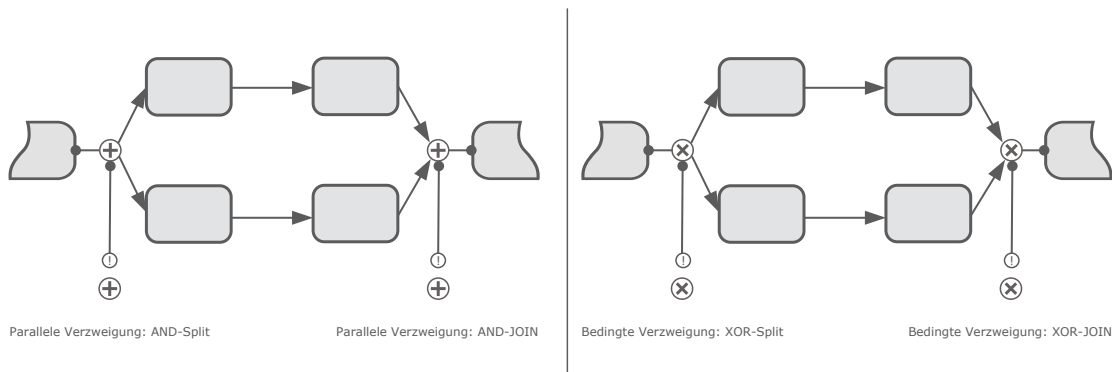 !
!
!
!
Parallele Verzweigung: AND-Split
Parallele Verzweigung: AND-JOIN
Bedingte Verzweigung: XOR-Split
Bedingte Verzweigung: XOR-JOIN